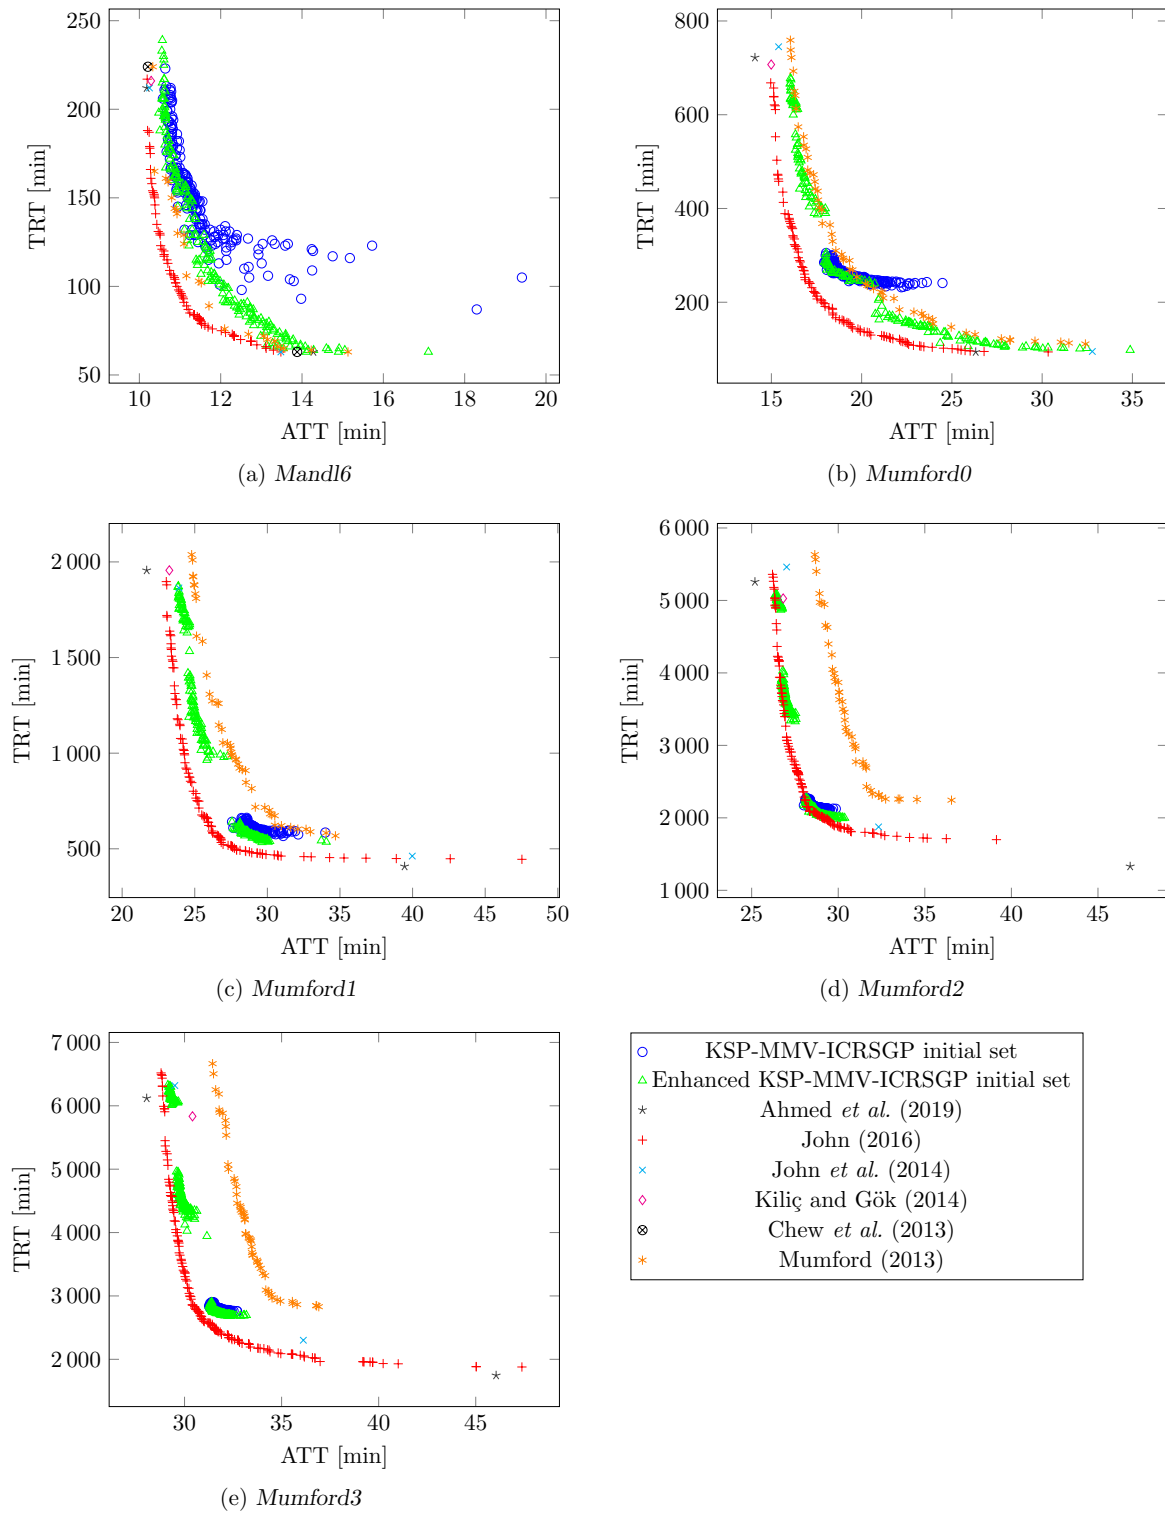 250
200
150
100
50
TRT [min]
10 12 14 16 18 20
ATT [min]
(a) Mandl6
800
600
400
200
TRT [min]
15 20 25 30 35
ATT [min]
(b) Mumford0
2 000
1 500
1 000
500
TRT [min]
20 25 30 35 40 45 50
ATT [min]
(c) Mumford1
6 000
5 000
4 000
3 000
2 000
1 000
TRT [min]
25 30 35 40 45
ATT [min]
(d) Mumford2
7 000
6 000
5 000
4 000
3 000
2 000
TRT [min]
30 35 40 45
ATT [min]
(e) Mumford3
KSP-MMV-ICRSGP initial set
Enhanced KSP-MMV-ICRSGP initial set
Ahmed et al. (2019)
John (2016)
John et al. (2014)
Kiliç and Gök (2014)
Chew et al. (2013)
Mumford (2013)